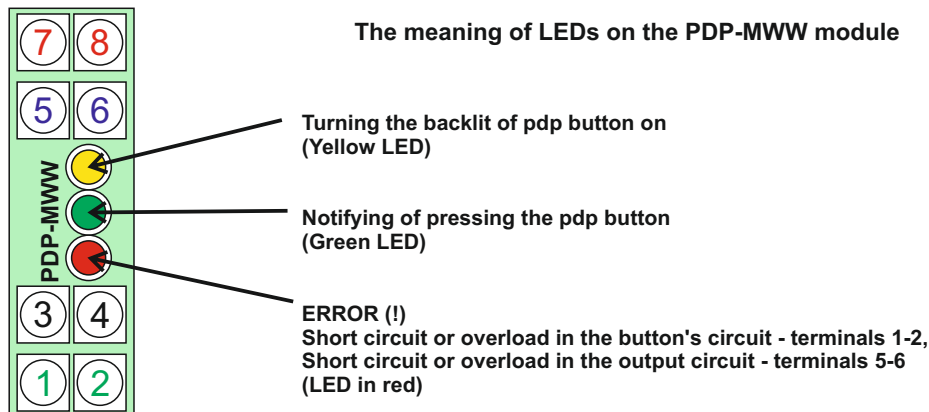 The meaning of LEDs on the PDP-MWW module
7 8
5 6
Turning the backlit of pdp button on
(Yellow LED)
PDP-MWW
Notifying of pressing the pdp button
(Green LED)
3 4
ERROR (!)
Short circuit or overload in the button's circuit - terminals 1-2,
Short circuit or overload in the output circuit - terminals 5-6
(LED in red)
1 2